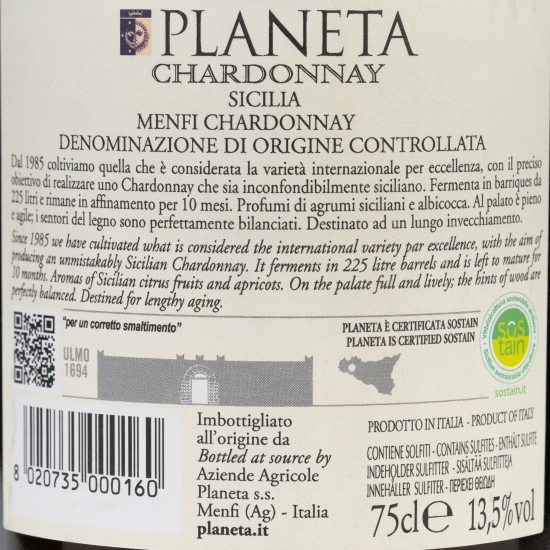 PLANETA
CHARDONNAY
SICILIA
MENFI CHARDONNAY
DENOMINAZIONE DI ORIGINE CONTROLLATA
Dal 1985 coltiviamo quella che è considerata la varietà internazionale per eccellenza, con il preciso
obiettivo di realizzare uno Chardonnay che sia inconfondibilmente siciliano. Fermenta in barriques da
225 litri e rimane in affinamento per 10 mesi. Profumi di agrumi siciliani e albicocca. Al palato è pieno
e agile; i sentori del legno sono perfettamente bilanciati. Destinato ad un lungo invecchiamento.
Since 1985 we have cultivated what is considered the international variety par excellence, with the aim of
producing an unmistakably Sicilian Chardonnay. It ferments in 225 litre barrels and is left to mature for
10 months. Aromas of Sicilian citrus fruits and apricots. On the palate full and lively; the hints of wood are
perfectly balanced. Destined for lengthy aging.
"per un corretto smaltimento"
ULMO
1694
PLANETA È CERTIFICATA SOSTAIN
PLANETA IS CERTIFIED SOSTAIN
sos
tain
sostain.it
8 020735 000160
Imbottigliato
all'origine da
Bottled at source by
Aziende Agricole
Planeta s.s.
Menfi (Ag) - Italia
planeta.it
PRODOTTO IN ITALIA - PRODUCT OF ITALY
CONTIENE SOLFITI - CONTAINS SULFITES - ENTHÄLT SULFITE
INDEHOLDER SULFITTER - SISÄLTÄÄ SULFIITTEJA
INNEHÅLLER SULFITER - ΠΕΡΙΕΧΕΙ ΘΕΙΩΔΗ
75cl e 13,5%vol